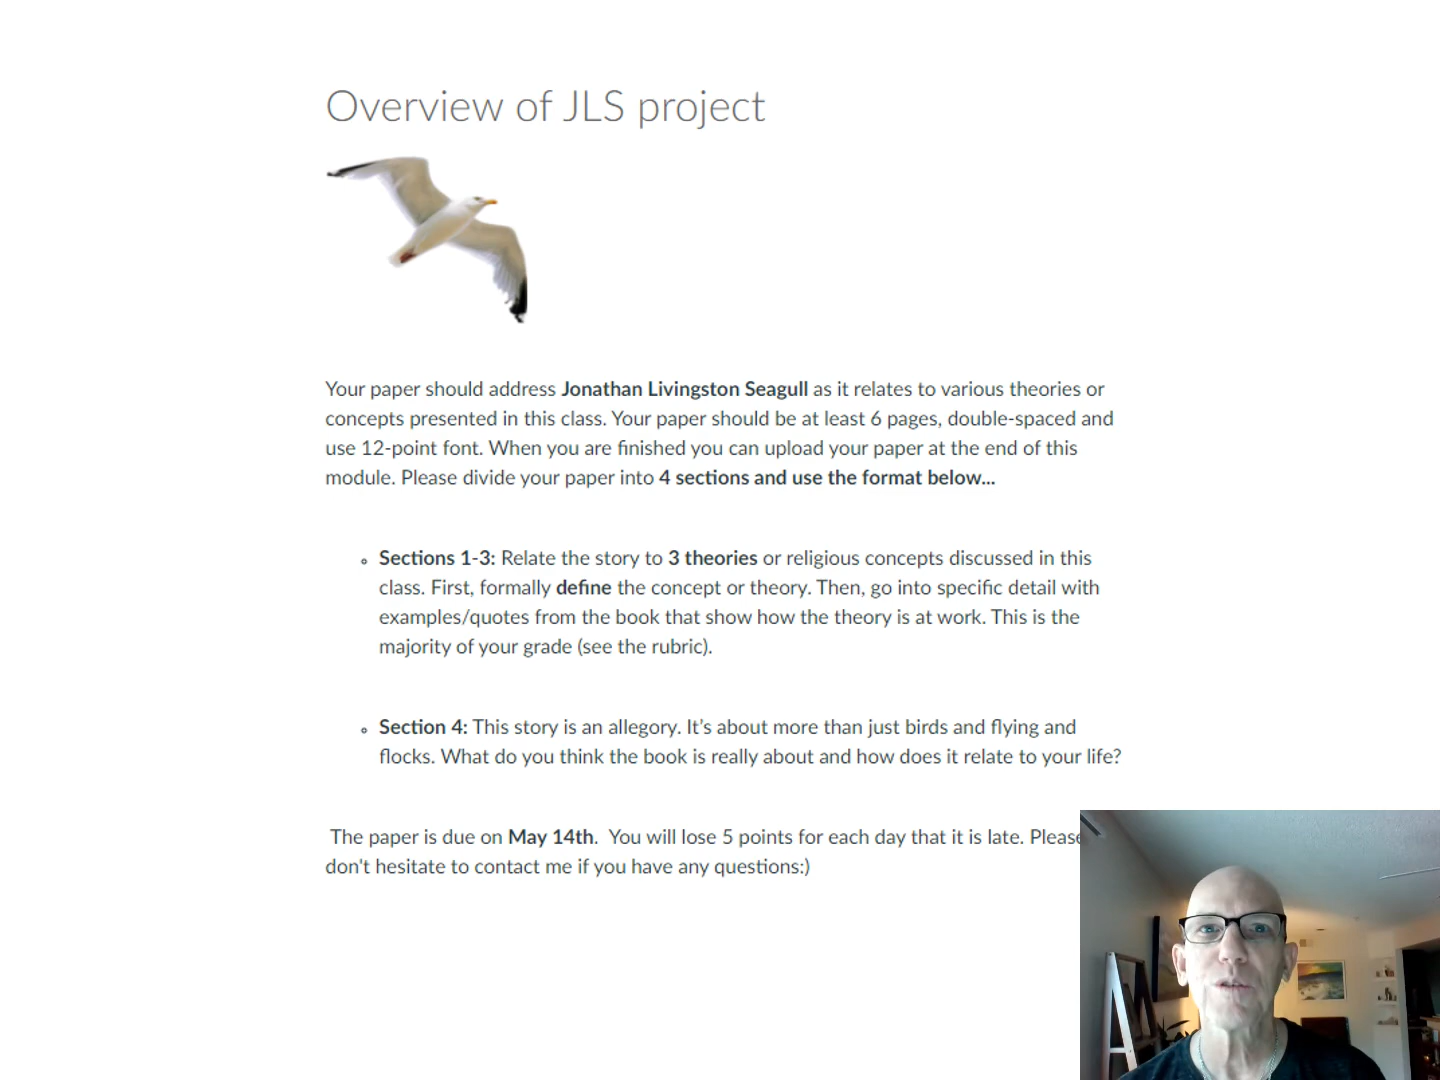 Overview of JLS project
Your paper should address Jonathan Livingston Seagull as it relates to various theories or
concepts presented in this class. Your paper should be at least 6 pages, double-spaced and
use 12-point font. When you are finished you can upload your paper at the end of this
module. Please divide your paper into 4 sections and use the format below...
Sections 1-3: Relate the story to 3 theories or religious concepts discussed in this
class. First, formally define the concept or theory. Then, go into specific detail with
examples/quotes from the book that show how the theory is at work. This is the
majority of your grade (see the rubric).
Section 4: This story is an allegory. It's about more than just birds and flying and
flocks. What do you think the book is really about and how does it relate to your life?
The paper is due on May 14th. You will lose 5 points for each day that it is late. Please
don't hesitate to contact me if you have any questions:)